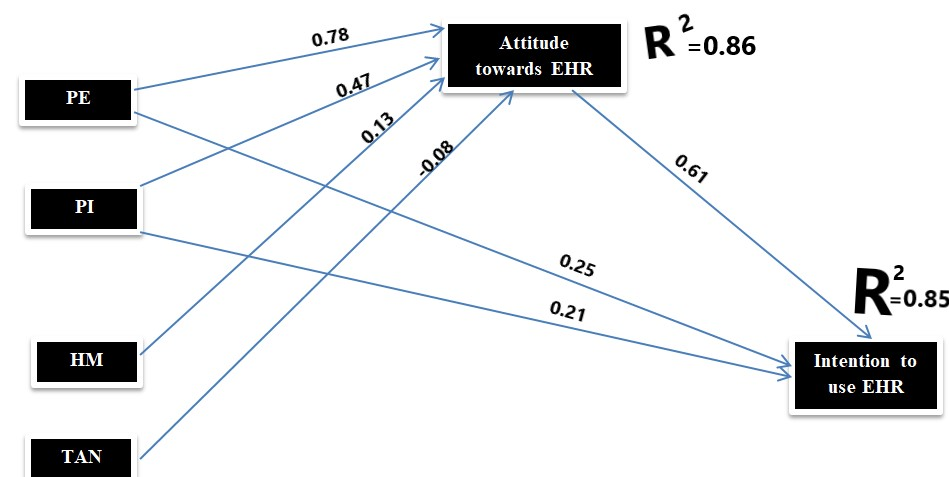 0.78
Attitude
towards EHR
R²=0.86
PE
0.47
0.13
-0.08
0.61
PI
0.25
0.21
R²=0.85
HM
Intention to
use EHR
TAN